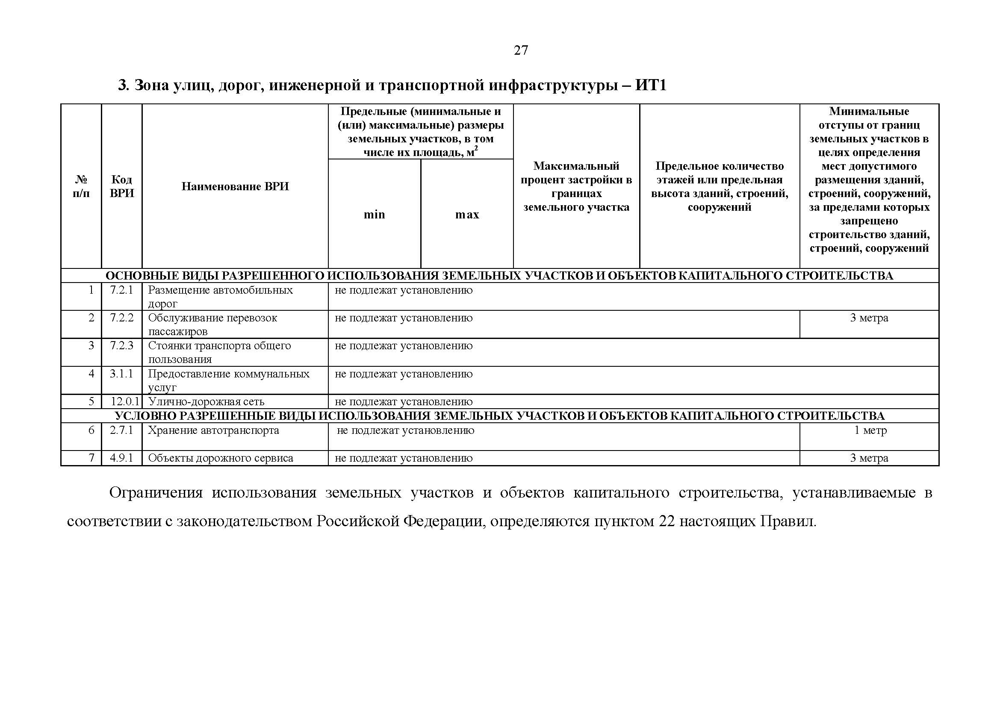 27
3. Зона улиц, дорог, инженерной и транспортной инфраструктуры – ИТ1
№
п/п
Код
ВРИ
Наименование ВРИ
Предельные (минимальные и
(или) максимальные) размеры
земельных участков, в том
числе их площадь, м²
min
max
Максимальный
процент застройки в
границах
земельного участка
Предельное количество
этажей или предельная
высота зданий, строений,
сооружений
Минимальные
отступы от границ
земельных участков в
целях определения
мест допустимого
размещения зданий,
строений, сооружений,
за пределами которых
запрещено
строительство зданий,
строений, сооружений
ОСНОВНЫЕ ВИДЫ РАЗРЕШЕННОГО ИСПОЛЬЗОВАНИЯ ЗЕМЕЛЬНЫХ УЧАСТКОВ И ОБЪЕКТОВ КАПИТАЛЬНОГО СТРОИТЕЛЬСТВА
1 7.2.1 Размещение автомобильных не подлежат установлению
дорог
2 7.2.2 Обслуживание перевозок не подлежат установлению 3 метра
пассажиров
3 7.2.3 Стоянки транспорта общего не подлежат установлению
пользования
4 3.1.1 Предоставление коммунальных не подлежат установлению
услуг
5 12.0.1 Улично-дорожная сеть не подлежат установлению
УСЛОВНО РАЗРЕШЕННЫЕ ВИДЫ ИСПОЛЬЗОВАНИЯ ЗЕМЕЛЬНЫХ УЧАСТКОВ И ОБЪЕКТОВ КАПИТАЛЬНОГО СТРОИТЕЛЬСТВА
6 2.7.1 Хранение автотранспорта не подлежат установлению 1 метр
7 4.9.1 Объекты дорожного сервиса не подлежат установлению 3 метра
Ограничения использования земельных участков и объектов капитального строительства, устанавливаемые в
соответствии с законодательством Российской Федерации, определяются пунктом 22 настоящих Правил.